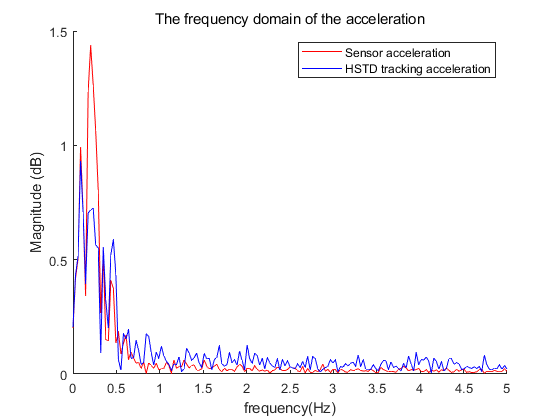 The frequency domain of the acceleration
1.5
Sensor acceleration
HSTD tracking acceleration
1
Magnitude (dB)
0.5
0
0 0.5 1 1.5 2 2.5 3 3.5 4 4.5 5
frequency(Hz)